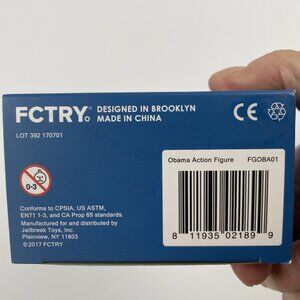 FCTRY® DESIGNED IN BROOKLYN
MADE IN CHINA
LOT 392 170701
0-3
CE
Obama Action Figure FGOBA01
8 11935 02189 9
Conforms to CPSIA, US ASTM,
EN71 1-3, and CA Prop 65 standards.
Manufactured for and distributed by
Jailbreak Toys, Inc.
Plainview, NY 11803
©2017 FCTRY